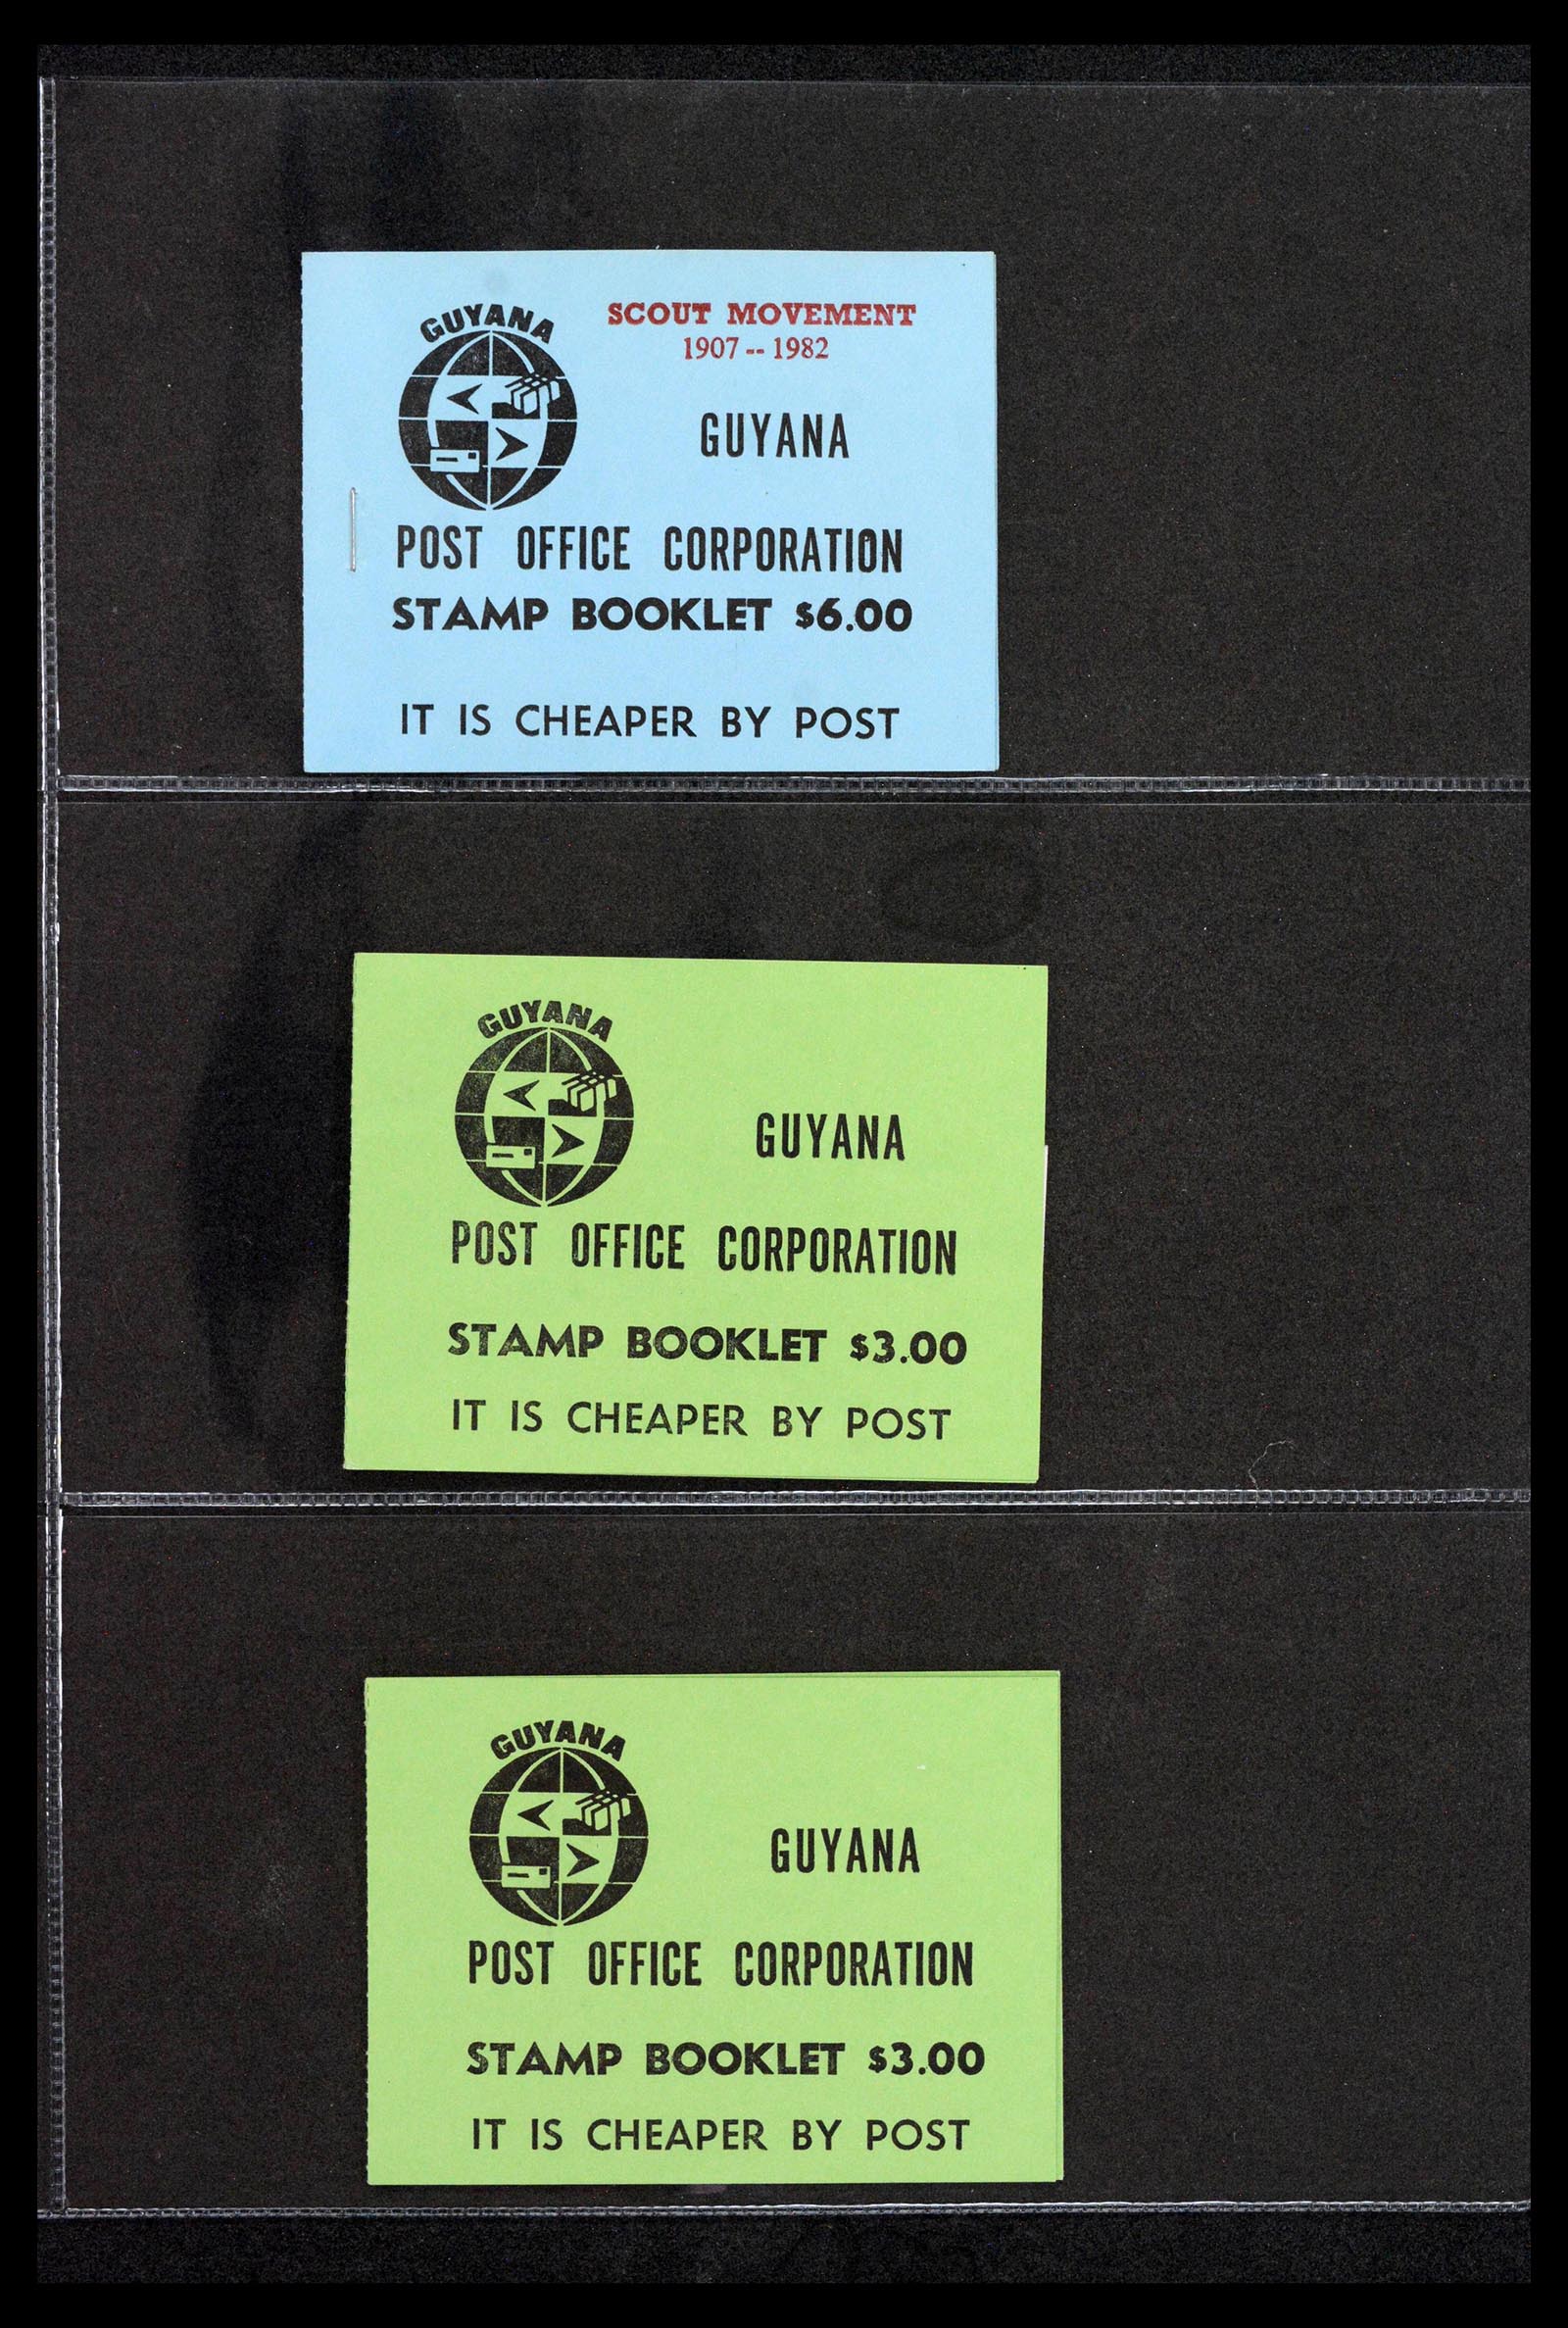 GUYANA
SCOUT MOVEMENT
1907 -- 1982
GUYANA
POST OFFICE CORPORATION
STAMP BOOKLET $6.00
IT IS CHEAPER BY POST
GUYANA
GUYANA
POST OFFICE CORPORATION
STAMP BOOKLET $3.00
IT IS CHEAPER BY POST
GUYANA
GUYANA
POST OFFICE CORPORATION
STAMP BOOKLET $3.00
IT IS CHEAPER BY POST